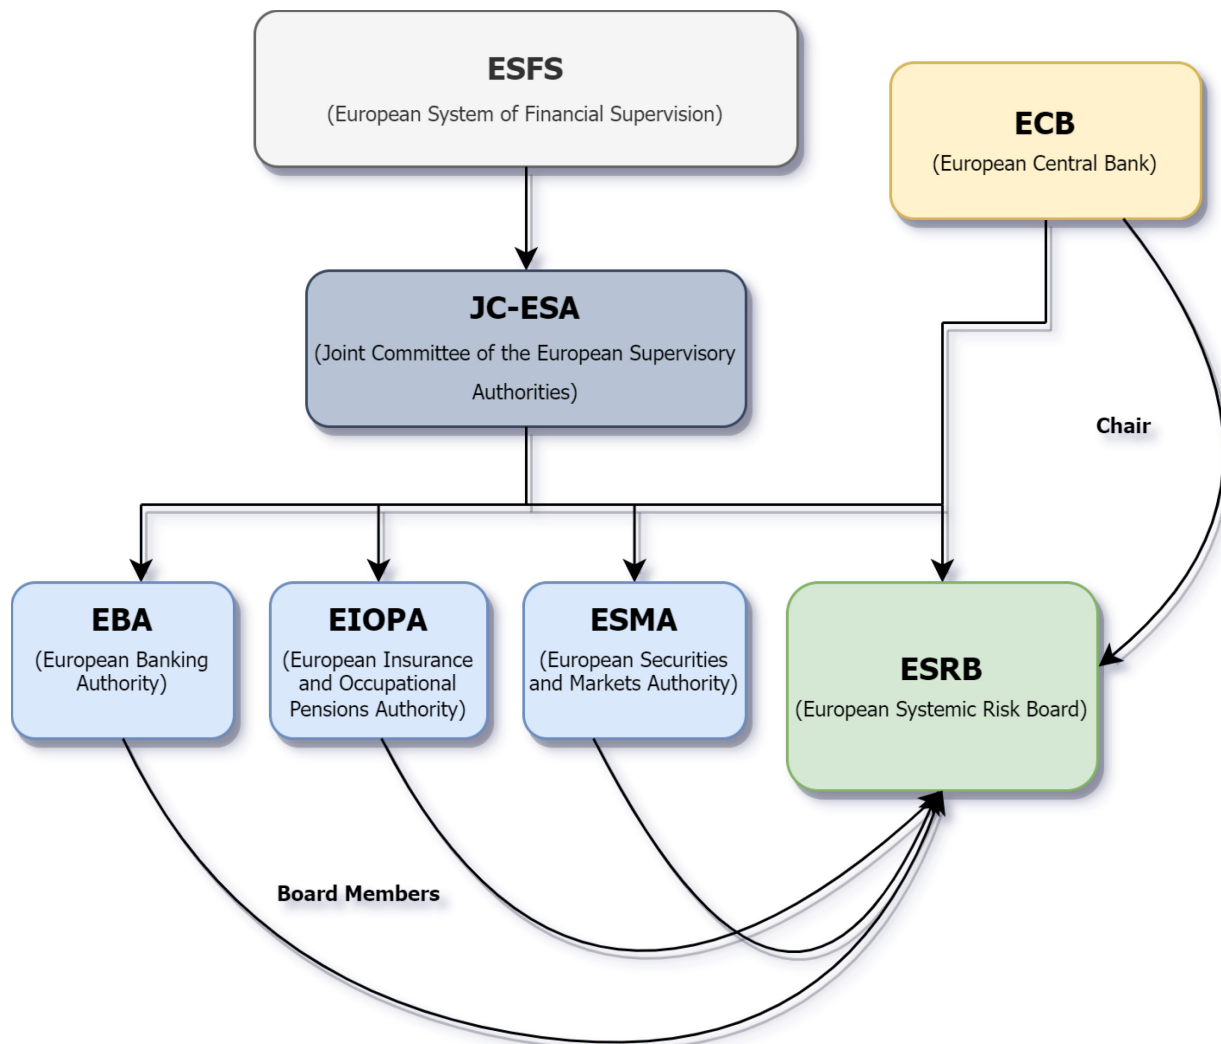 ESFS
(European System of Financial Supervision)
ECB
(European Central Bank)
JC-ESA
(Joint Committee of the European Supervisory
Authorities)
Chair
EBA
(European Banking
Authority)
EIOPA
(European Insurance
and Occupational
Pensions Authority)
ESMA
(European Securities
and Markets Authority)
ESRB
(European Systemic Risk Board)
Board Members